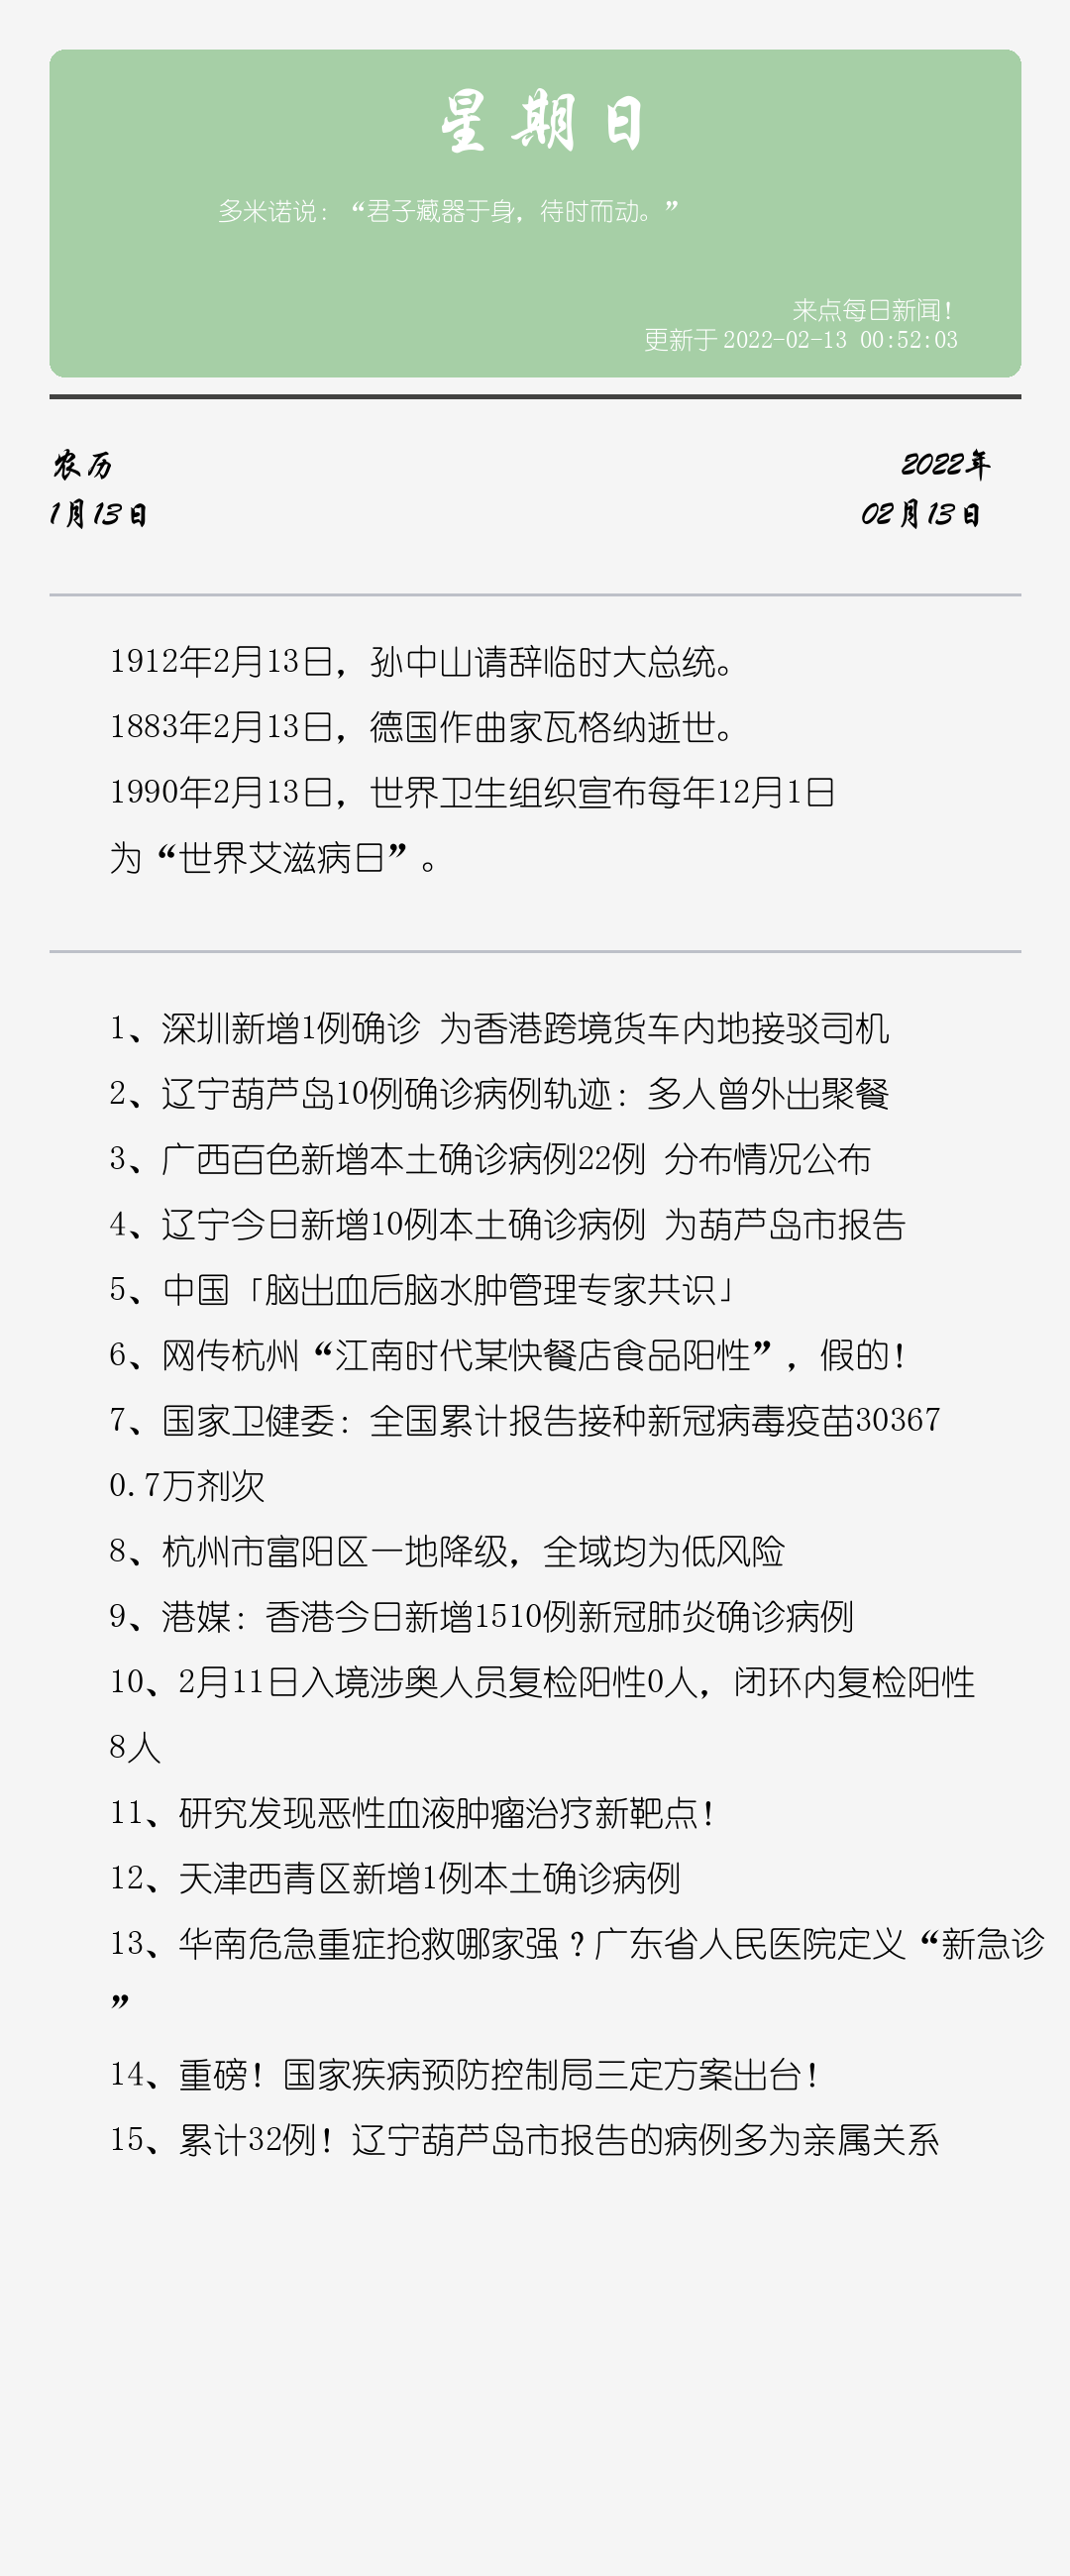 星期日
多米诺说：“君子藏器于身，待时而动。”
来点每日新闻！
更新于 2022-02-13 00:52:03
农历
1月13日
2022年
02月13日
1912年2月13日，孙中山请辞临时大总统。
1883年2月13日，德国作曲家瓦格纳逝世。
1990年2月13日，世界卫生组织宣布每年12月1日
为“世界艾滋病日”。
1、深圳新增1例确诊 为香港跨境货车内地接驳司机
2、辽宁葫芦岛10例确诊病例轨迹：多人曾外出聚餐
3、广西百色新增本土确诊病例22例 分布情况公布
4、辽宁今日新增10例本土确诊病例 为葫芦岛市报告
5、中国「脑出血后脑水肿管理专家共识」
6、网传杭州“江南时代某快餐店食品阳性”，假的！
7、国家卫健委：全国累计报告接种新冠病毒疫苗30367
0.7万剂次
8、杭州市富阳区一地降级，全域均为低风险
9、港媒：香港今日新增1510例新冠肺炎确诊病例
10、2月11日入境涉奥人员复检阳性0人，闭环内复检阳性
8人
11、研究发现恶性血液肿瘤治疗新靶点！
12、天津西青区新增1例本土确诊病例
13、华南危急重症抢救哪家强？广东省人民医院定义“新急诊
”
14、重磅！国家疾病预防控制局三定方案出台！
15、累计32例！辽宁葫芦岛市报告的病例多为亲属关系